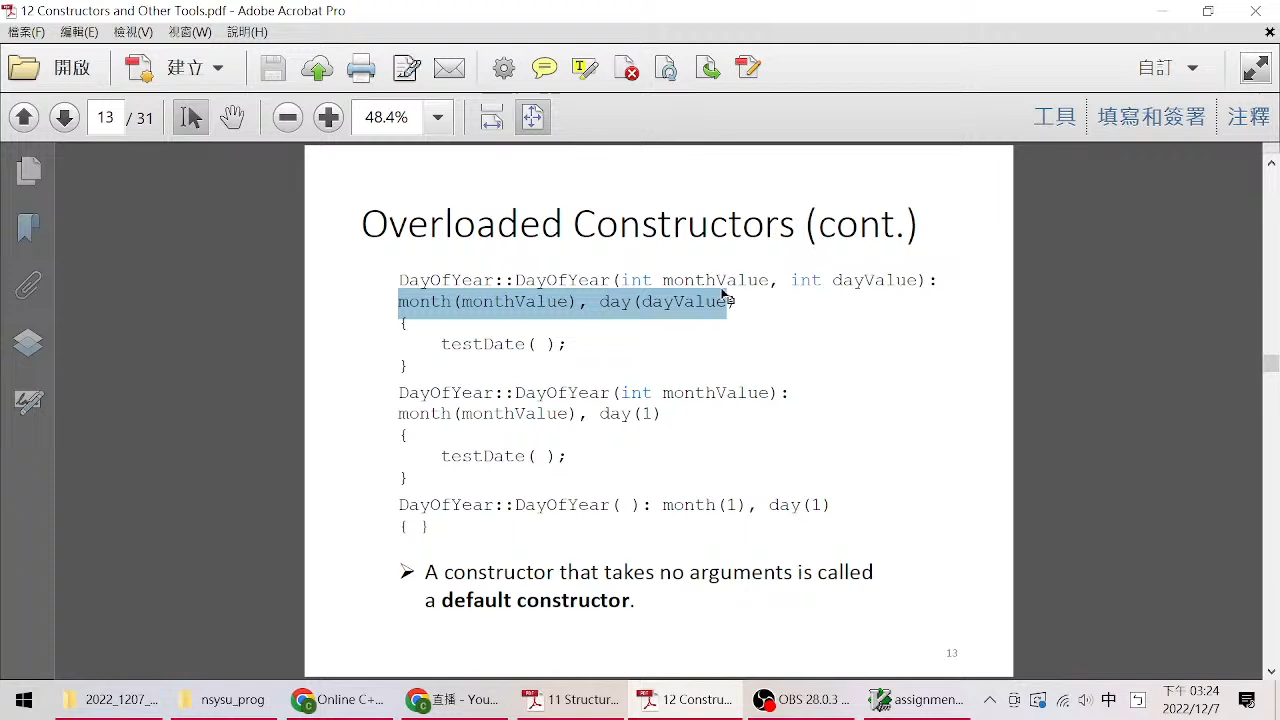 12 Constructors and Other Tools.pdf - Adobe Acrobat Pro
檔案(F) 編輯(E) 檢視(V) 視窗(W) 說明(H)
開啟 建立 自訂
13 / 31 48.4% 工具 填寫和簽署 注釋
Overloaded Constructors (cont.)
DayOfYear::DayOfYear(int monthValue, int dayValue):
month(monthValue), day(dayValue)
{
testDate( );
}
DayOfYear::DayOfYear(int monthValue):
month(monthValue), day(1)
{
testDate( );
}
DayOfYear::DayOfYear( ): month(1), day(1)
{ }
➢ A constructor that takes no arguments is called
a default constructor.
13
2022_1207... nsysu_prog Online C+... 直播 - You... 11 Structur... 12 Constru... OBS 28.0.3 ... assignmen... 中 下午 03:24
2022/12/7